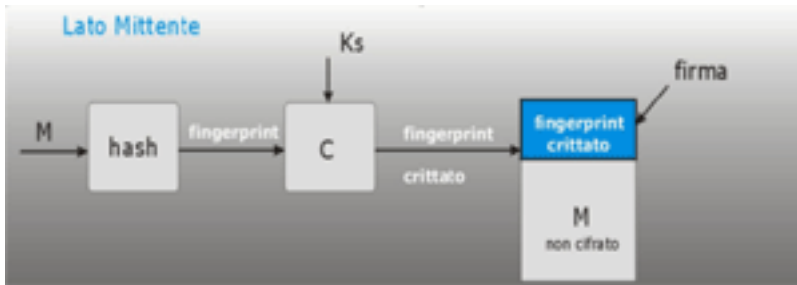 Lato Mittente
Ks
firma
M
hash
fingerprint
C
fingerprint
crittato
fingerprint
crittato
M
non cifrato